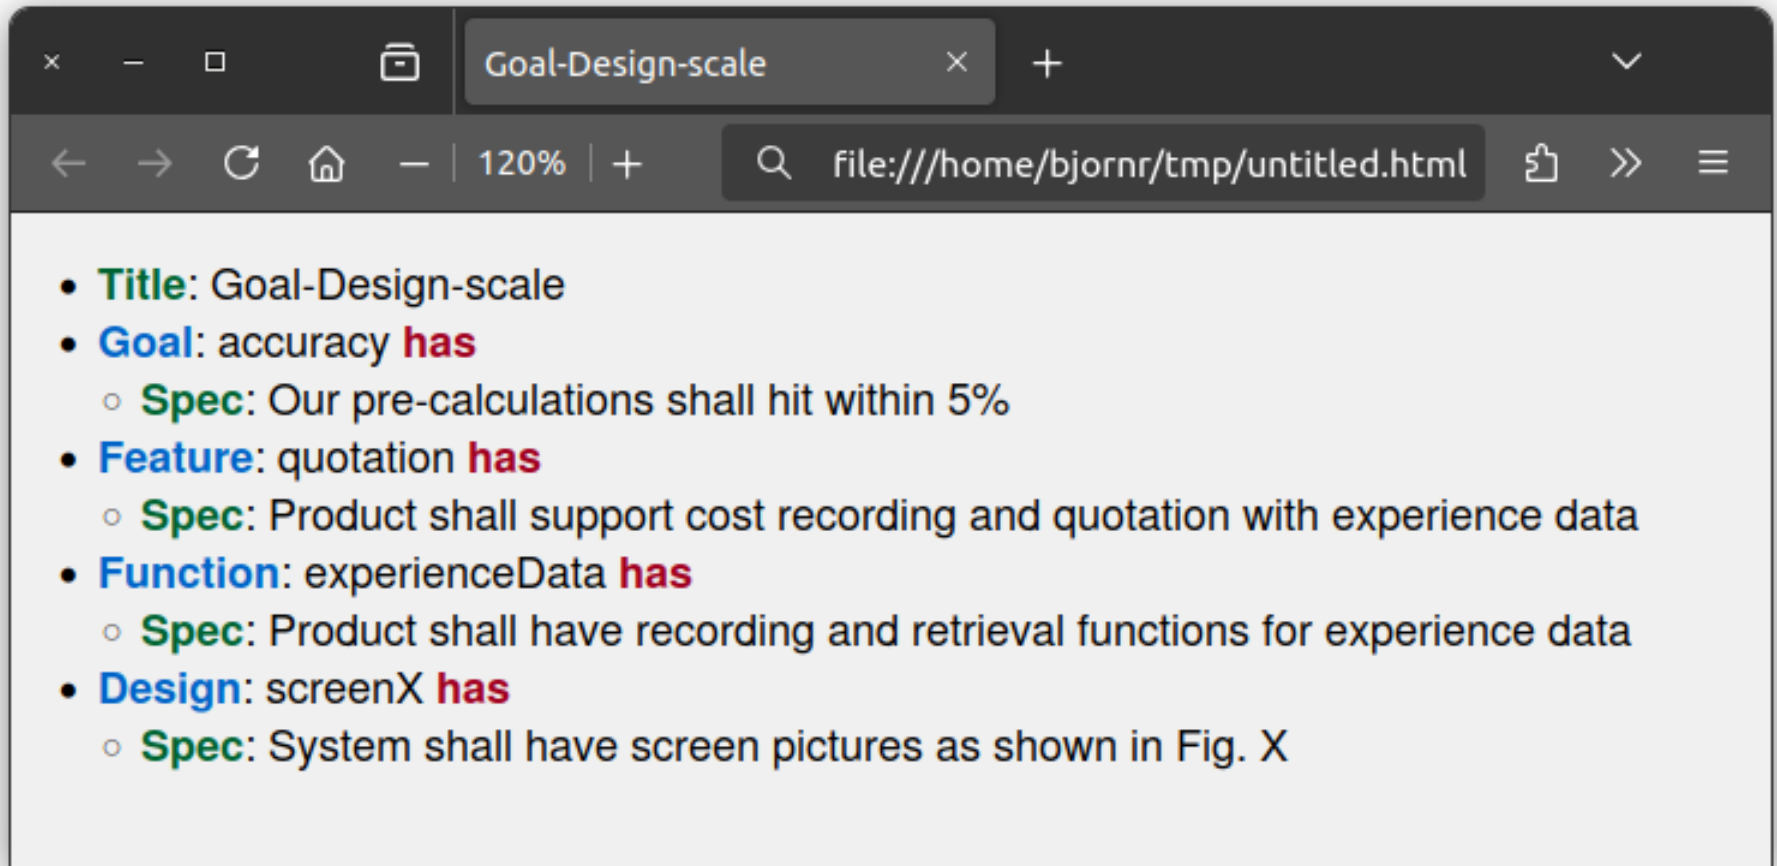 Goal-Design-scale
120%
file:///home/bjornr/tmp/untitled.html
Title: Goal-Design-scale
Goal: accuracy has
Spec: Our pre-calculations shall hit within 5%
Feature: quotation has
Spec: Product shall support cost recording and quotation with experience data
Function: experienceData has
Spec: Product shall have recording and retrieval functions for experience data
Design: screenX has
Spec: System shall have screen pictures as shown in Fig. X